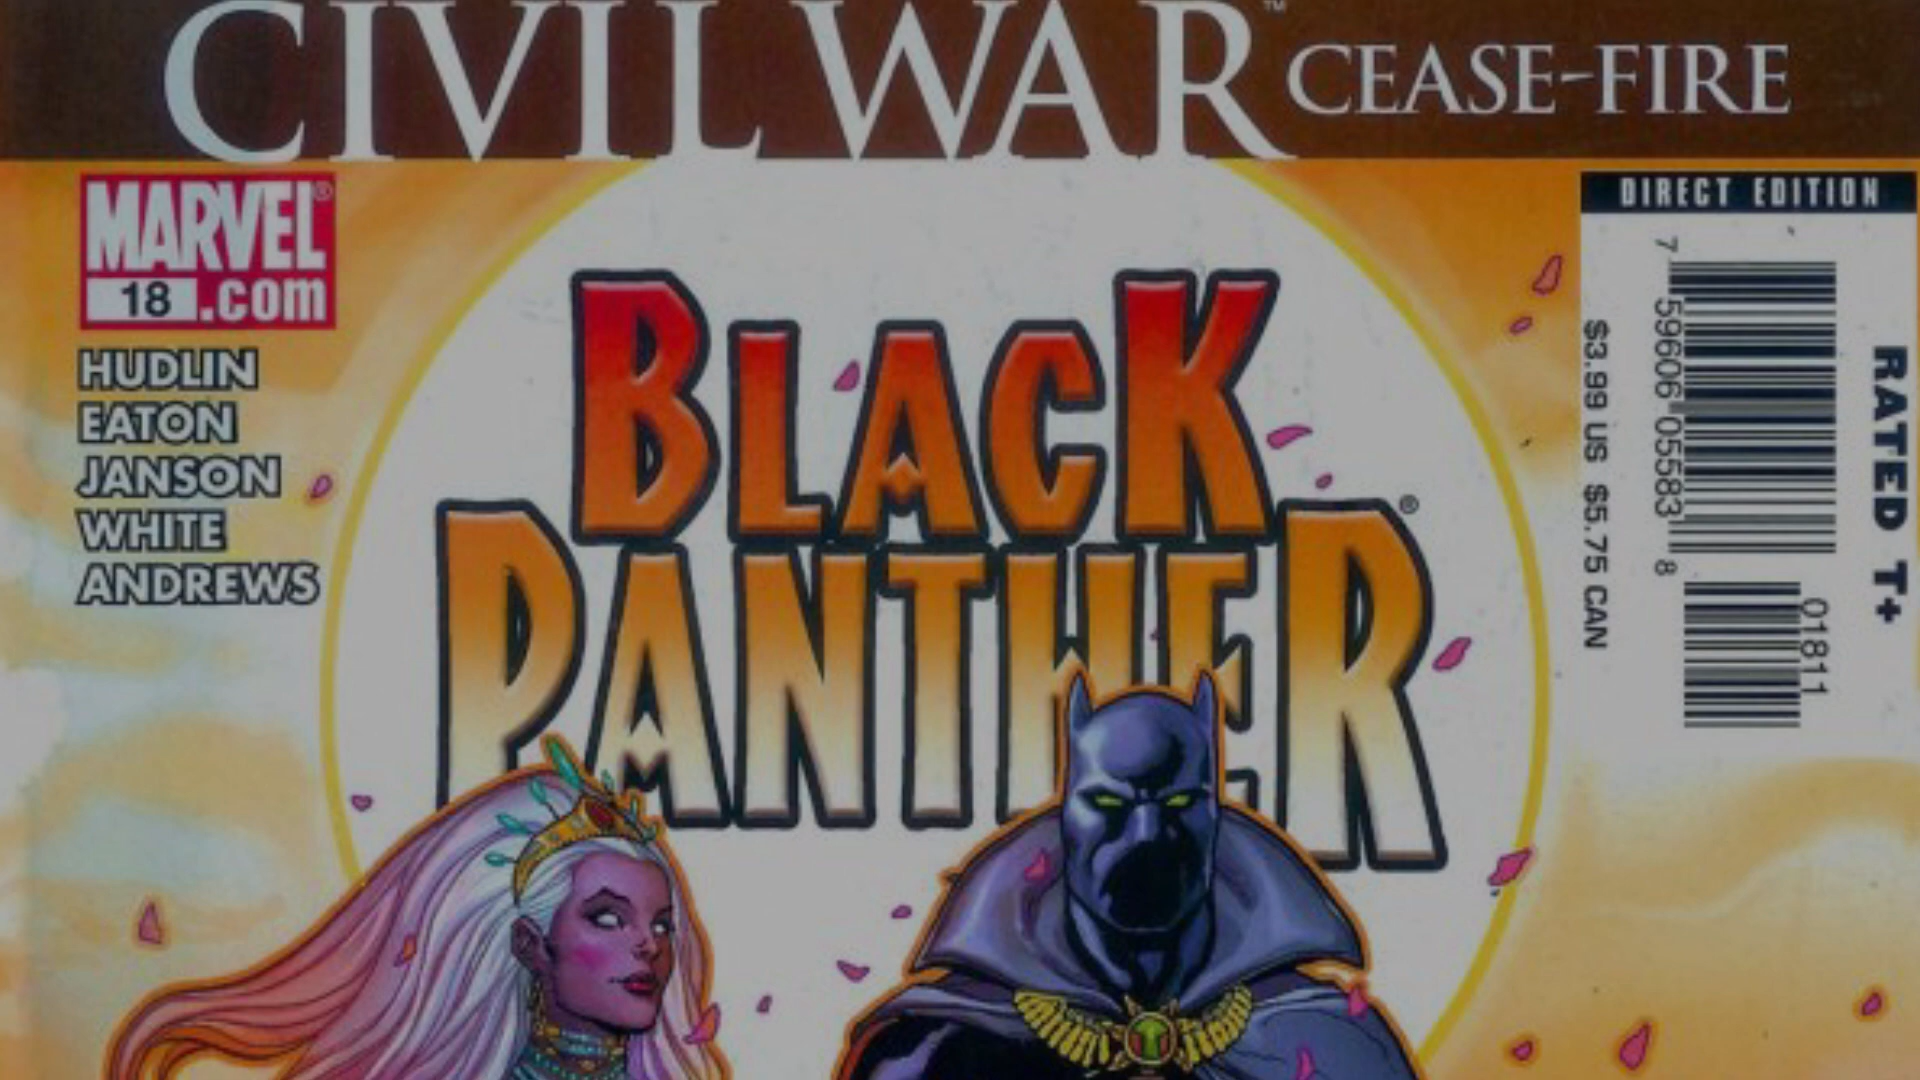 CIVIL WAR™ CEASE-FIRE
MARVEL®
18 .com
HUDLIN
EATON
JANSON
WHITE
ANDREWS
BLACK
PANTHER®
DIRECT EDITION
7 59606 05583 8
01811
$3.99 US $5.75 CAN
RATED T+